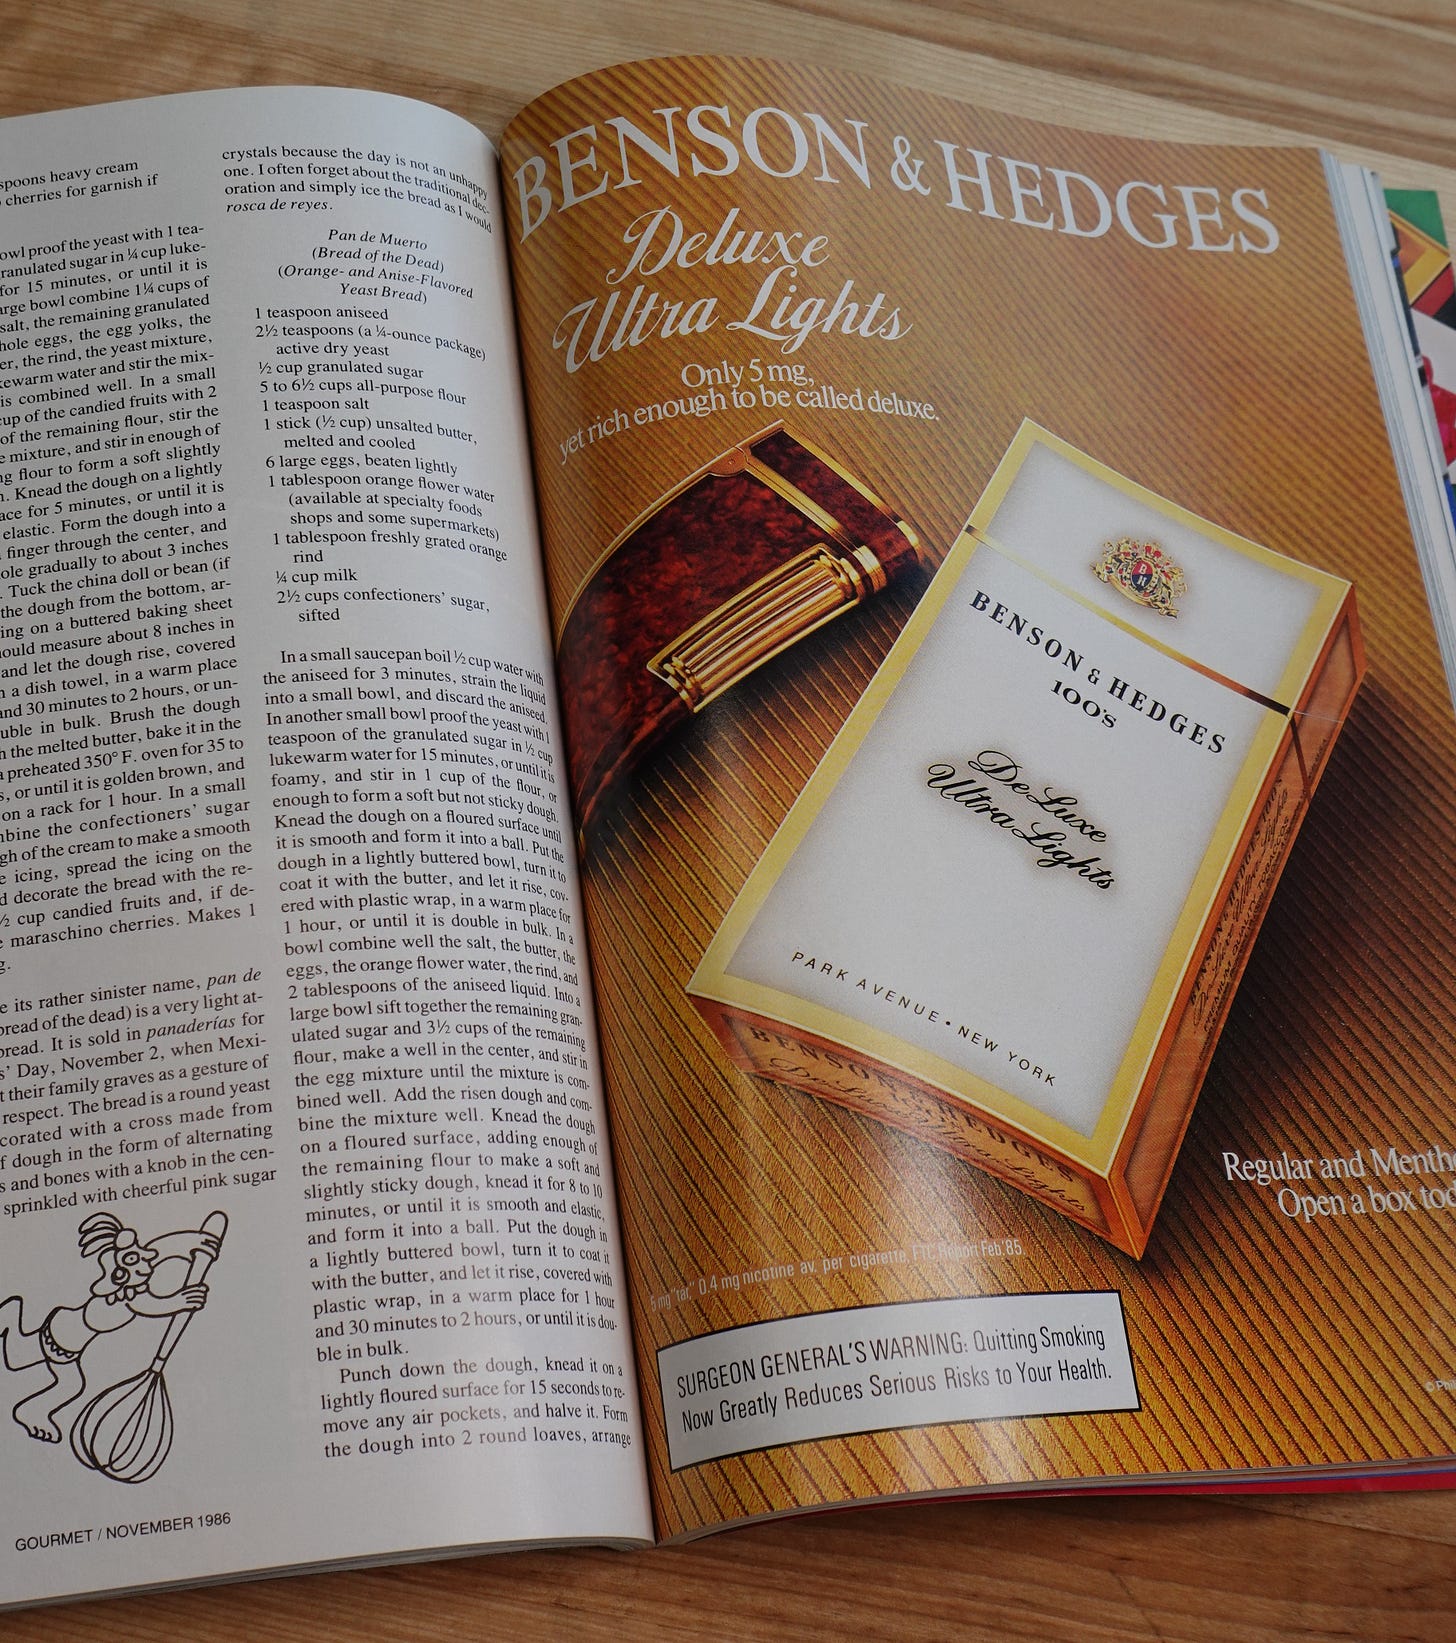 spoons heavy cream
cherries for garnish if
owl proof the yeast with 1 tea-
ranulated sugar in ¼ cup luke-
for 15 minutes, or until it is
arge bowl combine 1¼ cups of
salt, the remaining granulated
hole eggs, the egg yolks, the
er, the rind, the yeast mixture,
kewarm water and stir the mix-
is combined well. In a small
cup of the candied fruits with 2
of the remaining flour, stir the
e mixture, and stir in enough of
ng flour to form a soft slightly
h. Knead the dough on a lightly
ace for 5 minutes, or until it is
elastic. Form the dough into a
finger through the center, and
ole gradually to about 3 inches
. Tuck the china doll or bean (if
the dough from the bottom, ar-
ing on a buttered baking sheet
ould measure about 8 inches in
and let the dough rise, covered
h a dish towel, in a warm place
and 30 minutes to 2 hours, or un-
uble in bulk. Brush the dough
h the melted butter, bake it in the
a preheated 350° F. oven for 35 to
s, or until it is golden brown, and
on a rack for 1 hour. In a small
mbine the confectioners' sugar
gh of the cream to make a smooth
e icing, spread the icing on the
d decorate the bread with the re-
½ cup candied fruits and, if de-
e maraschino cherries. Makes 1
g.
e its rather sinister name, pan de
bread of the dead) is a very light at-
bread. It is sold in panaderías for
s' Day, November 2, when Mexi-
t their family graves as a gesture of
respect. The bread is a round yeast
corated with a cross made from
f dough in the form of alternating
s and bones with a knob in the cen-
sprinkled with cheerful pink sugar
GOURMET / NOVEMBER 1986
crystals because the day is not an unhappy
one. I often forget about the traditional dec-
oration and simply ice the bread as I would
rosca de reyes.
Pan de Muerto
(Bread of the Dead)
(Orange- and Anise-Flavored
Yeast Bread)
1 teaspoon aniseed
2½ teaspoons (a ¼-ounce package)
active dry yeast
½ cup granulated sugar
5 to 6½ cups all-purpose flour
1 teaspoon salt
1 stick (½ cup) unsalted butter,
melted and cooled
6 large eggs, beaten lightly
1 tablespoon orange flower water
(available at specialty foods
shops and some supermarkets)
1 tablespoon freshly grated orange
rind
¼ cup milk
2½ cups confectioners' sugar,
sifted
In a small saucepan boil ½ cup water with
the aniseed for 3 minutes, strain the liquid
into a small bowl, and discard the aniseed.
In another small bowl proof the yeast with 1
teaspoon of the granulated sugar in ½ cup
lukewarm water for 15 minutes, or until it is
foamy, and stir in 1 cup of the flour, or
enough to form a soft but not sticky dough.
Knead the dough on a floured surface until
it is smooth and form it into a ball. Put the
dough in a lightly buttered bowl, turn it to
coat it with the butter, and let it rise, cov-
ered with plastic wrap, in a warm place for
1 hour, or until it is double in bulk. In a
bowl combine well the salt, the butter, the
eggs, the orange flower water, the rind, and
2 tablespoons of the aniseed liquid. Into a
large bowl sift together the remaining gran-
ulated sugar and 3½ cups of the remaining
flour, make a well in the center, and stir in
the egg mixture until the mixture is com-
bined well. Add the risen dough and com-
bine the mixture well. Knead the dough
on a floured surface, adding enough of
the remaining flour to make a soft and
slightly sticky dough, knead it for 8 to 10
minutes, or until it is smooth and elastic,
and form it into a ball. Put the dough in
a lightly buttered bowl, turn it to coat it
with the butter, and let it rise, covered with
plastic wrap, in a warm place for 1 hour
and 30 minutes to 2 hours, or until it is dou-
ble in bulk.
Punch down the dough, knead it on a
lightly floured surface for 15 seconds to re-
move any air pockets, and halve it. Form
the dough into 2 round loaves, arrange
BENSON & HEDGES
Deluxe
Ultra Lights
Only 5 mg,
yet rich enough to be called deluxe.
B H
BENSON & HEDGES
100's
DeLuxe
Ultra Lights
PARK AVENUE • NEW YORK
BENSON & HEDGES
DeLuxe Ultra Lights
Regular and Mentho
Open a box tod
5 mg "tar," 0.4 mg nicotine av. per cigarette, FTC Report Feb.'85.
SURGEON GENERAL'S WARNING: Quitting Smoking
Now Greatly Reduces Serious Risks to Your Health.
© Phil